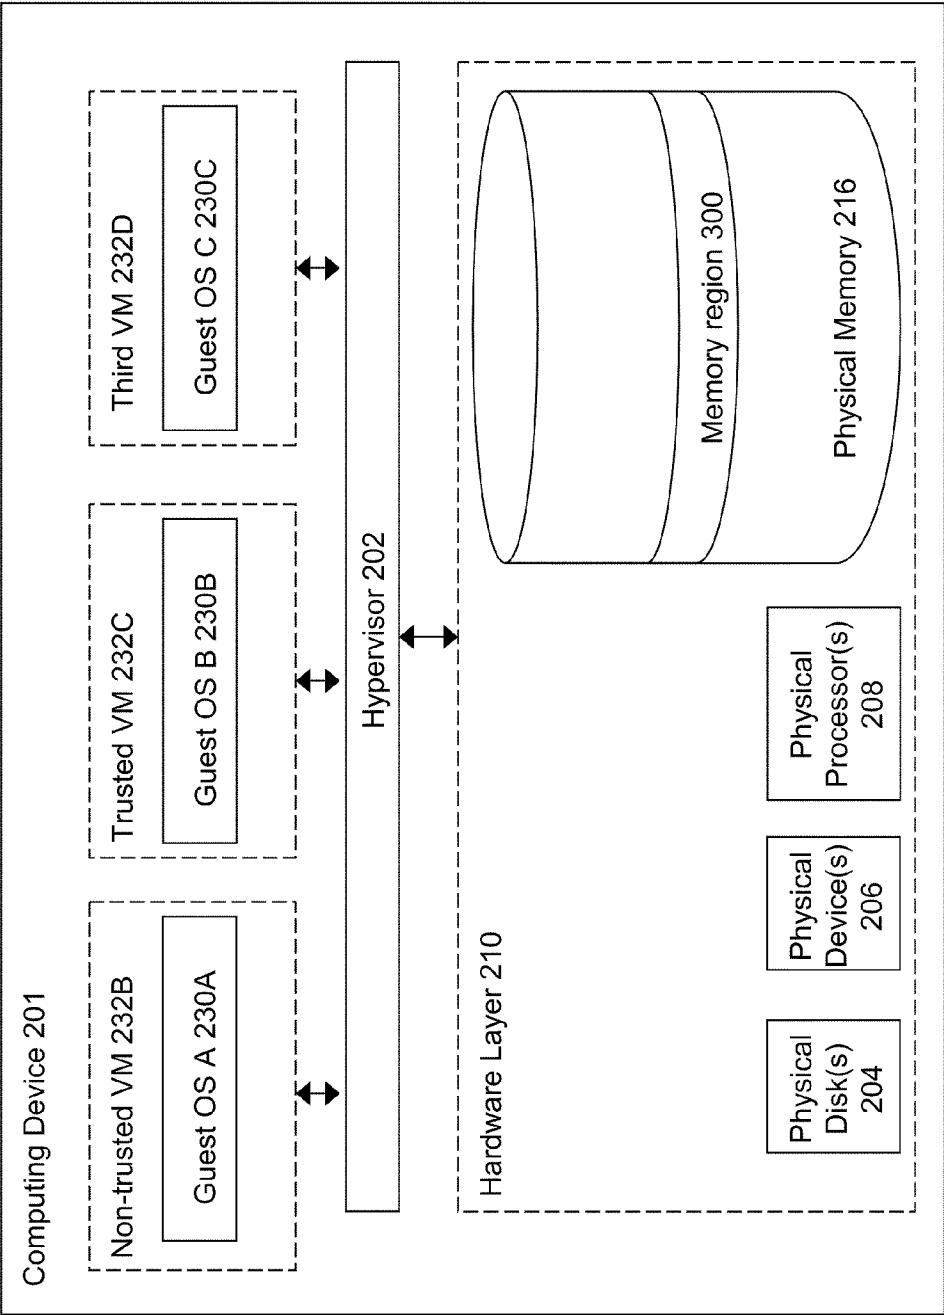 Computing Device 201
Non-trusted VM 232B
Guest OS A 230A
Trusted VM 232C
Guest OS B 230B
Third VM 232D
Guest OS C 230C
Hypervisor 202
Hardware Layer 210
Physical
Disk(s)
204
Physical
Device(s)
206
Physical
Processor(s)
208
Memory region 300
Physical Memory 216